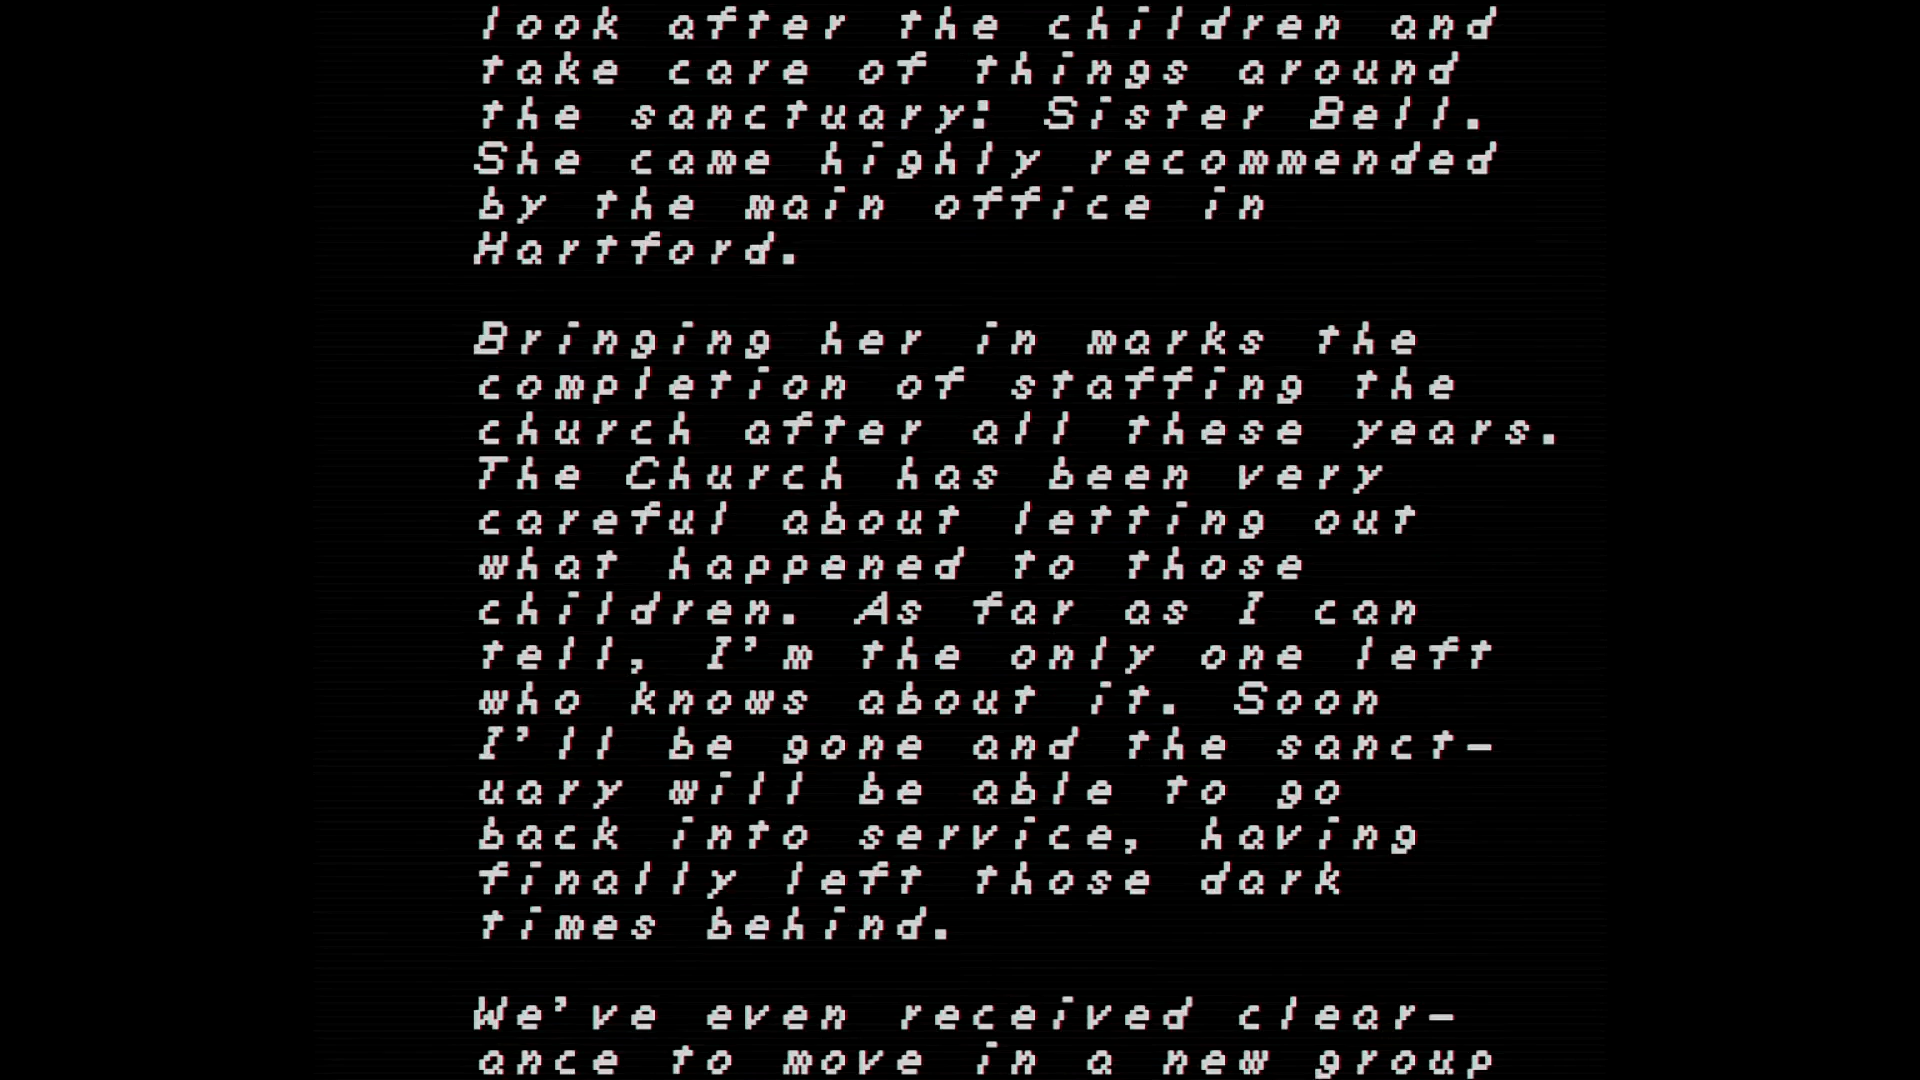 look after the children and
take care of things around
the sanctuary: Sister Bell.
She came highly recommended
by the main office in
Hartford.
Bringing her in marks the
completion of staffing the
church after all these years.
The Church has been very
careful about letting out
what happened to those
children. As far as I can
tell, I'm the only one left
who knows about it. Soon
I'll be gone and the sanct-
uary will be able to go
back into service, having
finally left those dark
times behind.
We've even received clear-
ance to move in a new group